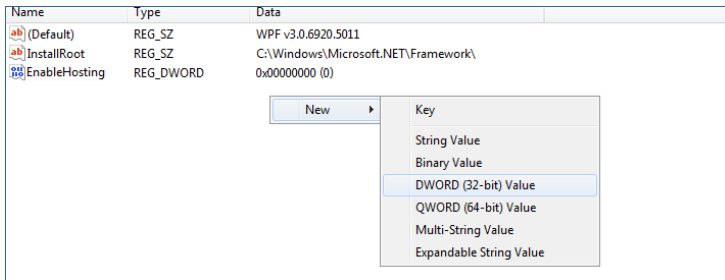 Name Type Data
(Default) REG_SZ WPF v3.0.6920.5011
InstallRoot REG_SZ C:\Windows\Microsoft.NET\Framework\
EnableHosting REG_DWORD 0x00000000 (0)
New Key
String Value
Binary Value
DWORD (32-bit) Value
QWORD (64-bit) Value
Multi-String Value
Expandable String Value